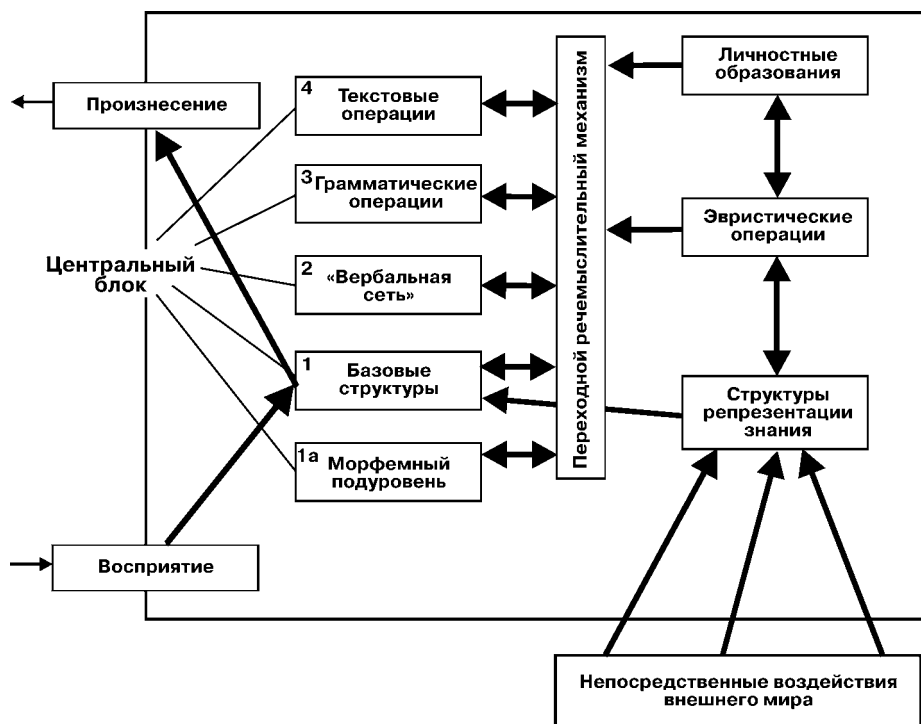 Произнесение
Центральный
блок
Восприятие
4
Текстовые
операции
3
Грамматические
операции
2
«Вербальная
сеть»
1
Базовые
структуры
1а
Морфемный
подуровень
Переходной речемыслительный механизм
Личностные
образования
Эвристические
операции
Структуры
репрезентации
знания
Непосредственные воздействия
внешнего мира